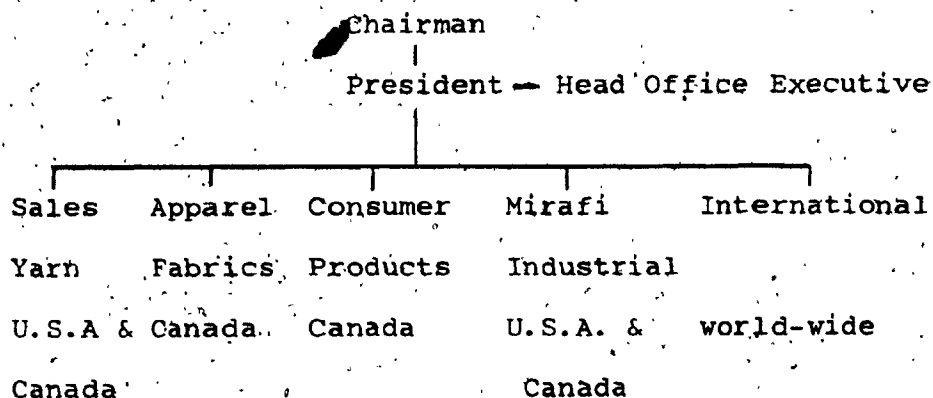 Chairman
President — Head Office Executive
Sales Apparel Consumer Mirafi International
Yarn Fabrics Products Industrial
U.S.A & Canada Canada U.S.A. & world-wide
Canada Canada